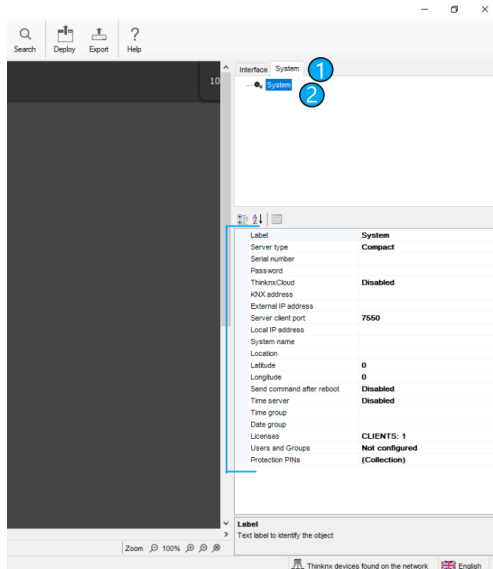 Search Deploy Export Help
10
Interface System 1
System
2
Label System
Server type Compact
Serial number
Password
ThinknxCloud Disabled
KNX address
External IP address
Server client port 7550
Local IP address
System name
Location
Latitude 0
Longitude 0
Send command after reboot Disabled
Time server Disabled
Time group
Date group
Licenses CLIENTS: 1
Users and Groups Not configured
Protection PINs (Collection)
Label
Text label to identify the object
Zoom 100%
Thinknx devices found on the network English